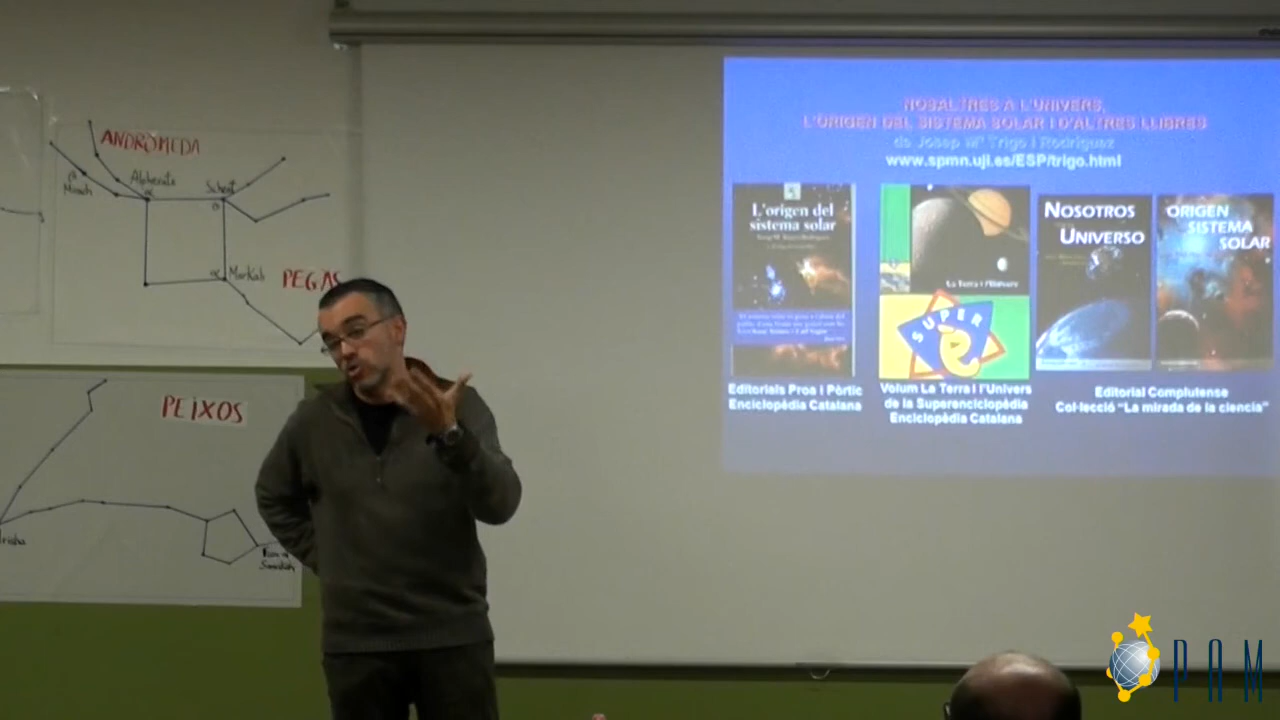 ANDRÒMEDA
Alphenatz
Scheat
β
Mirach
α
β
α
Markab
PEGAS
PEIXOS
NOSALTRES A L'UNIVERS,
L'ORIGEN DEL SISTEMA SOLAR I D'ALTRES LLIBRES
de Josep Mª Trigo i Rodríguez
www.spmn.uji.es/ESP/trigo.html
L'origen del
sistema solar
La Terra i l'Univers
SUPER
e
NOSOTROS
UNIVERSO
ORIGEN
SISTEMA
SOLAR
Editorials Proa i Pòrtic
Enciclopèdia Catalana
Volum La Terra i l'Univers
de la Superenciclopèdia
Enciclopèdia Catalana
Editorial Complutense
Col·lecció "La mirada de la ciencia"
PAM